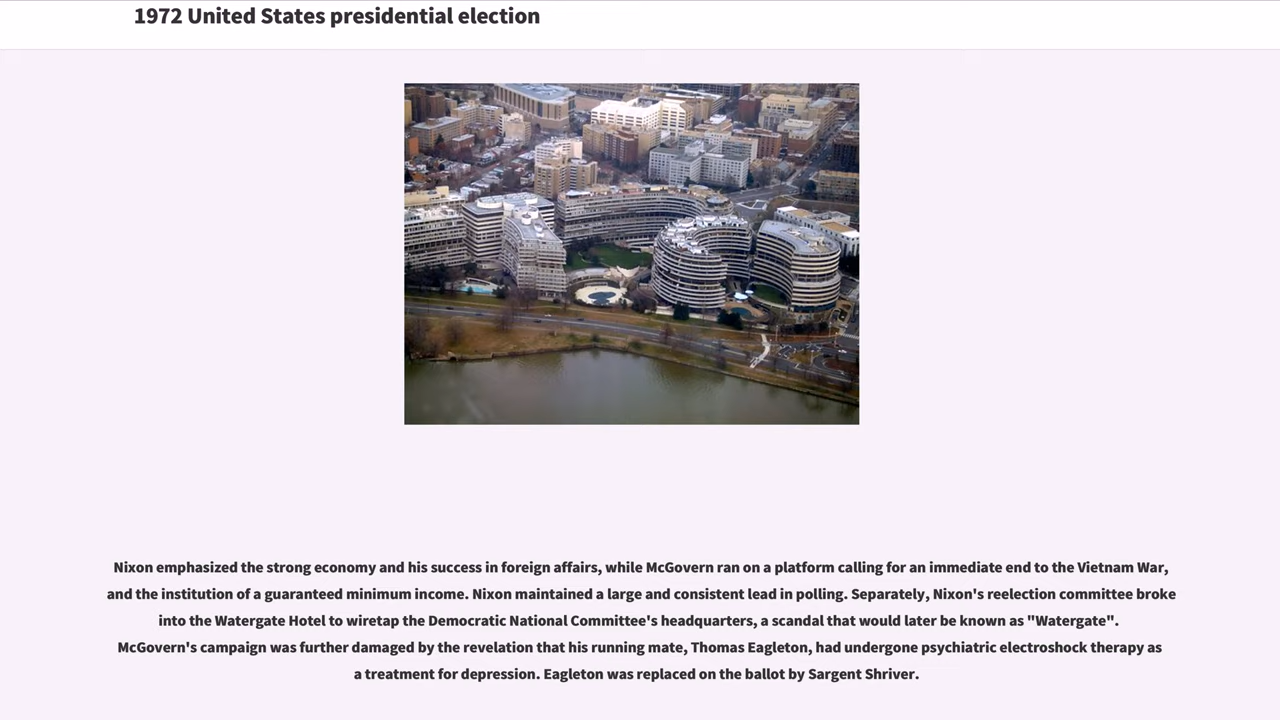 1972 United States presidential election
Nixon emphasized the strong economy and his success in foreign affairs, while McGovern ran on a platform calling for an immediate end to the Vietnam War,
and the institution of a guaranteed minimum income. Nixon maintained a large and consistent lead in polling. Separately, Nixon's reelection committee broke
into the Watergate Hotel to wiretap the Democratic National Committee's headquarters, a scandal that would later be known as "Watergate".
McGovern's campaign was further damaged by the revelation that his running mate, Thomas Eagleton, had undergone psychiatric electroshock therapy as
a treatment for depression. Eagleton was replaced on the ballot by Sargent Shriver.